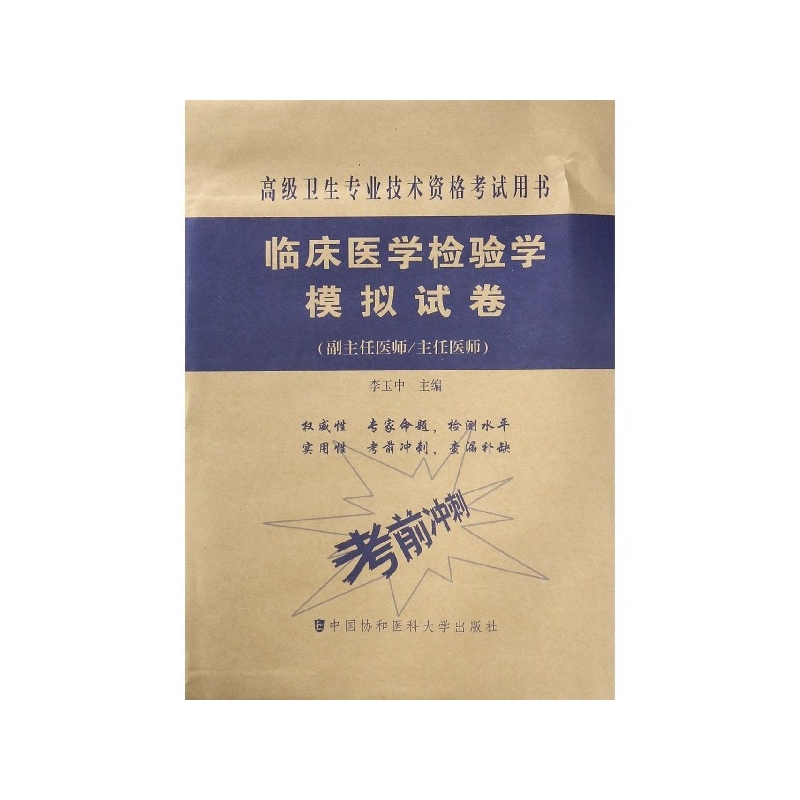 高级卫生专业技术资格考试用书
临床医学检验学
模拟试卷
(副主任医师/主任医师)
李玉中 主编
权威性 专家命题,检测水平
实用性 考前冲刺,查漏补缺
考前冲刺
中国协和医科大学出版社